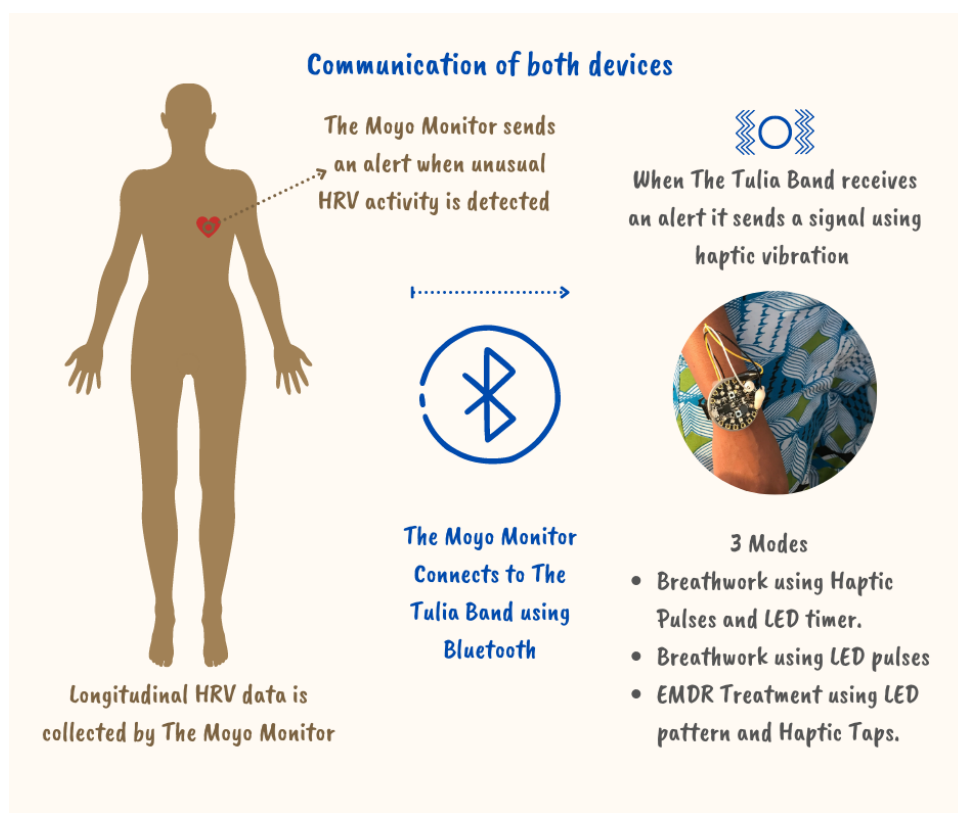 Communication of both devices
The Moyo Monitor sends
an alert when unusual
HRV activity is detected
When The Tulia Band receives
an alert it sends a signal using
haptic vibration
The Moyo Monitor
Connects to The
Tulia Band using
Bluetooth
3 Modes
• Breathwork using Haptic
Pulses and LED timer.
• Breathwork using LED pulses
• EMDR Treatment using LED
pattern and Haptic Taps.
Longitudinal HRV data is
collected by The Moyo Monitor